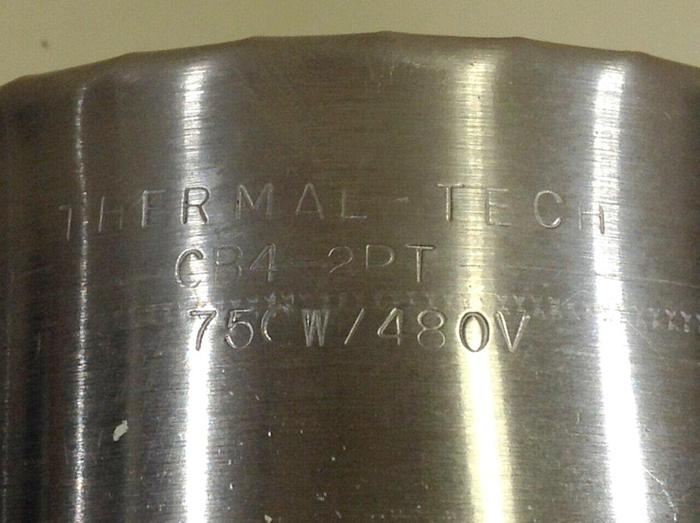 THERMAL-TECH
CB4-2PT
750W/480V